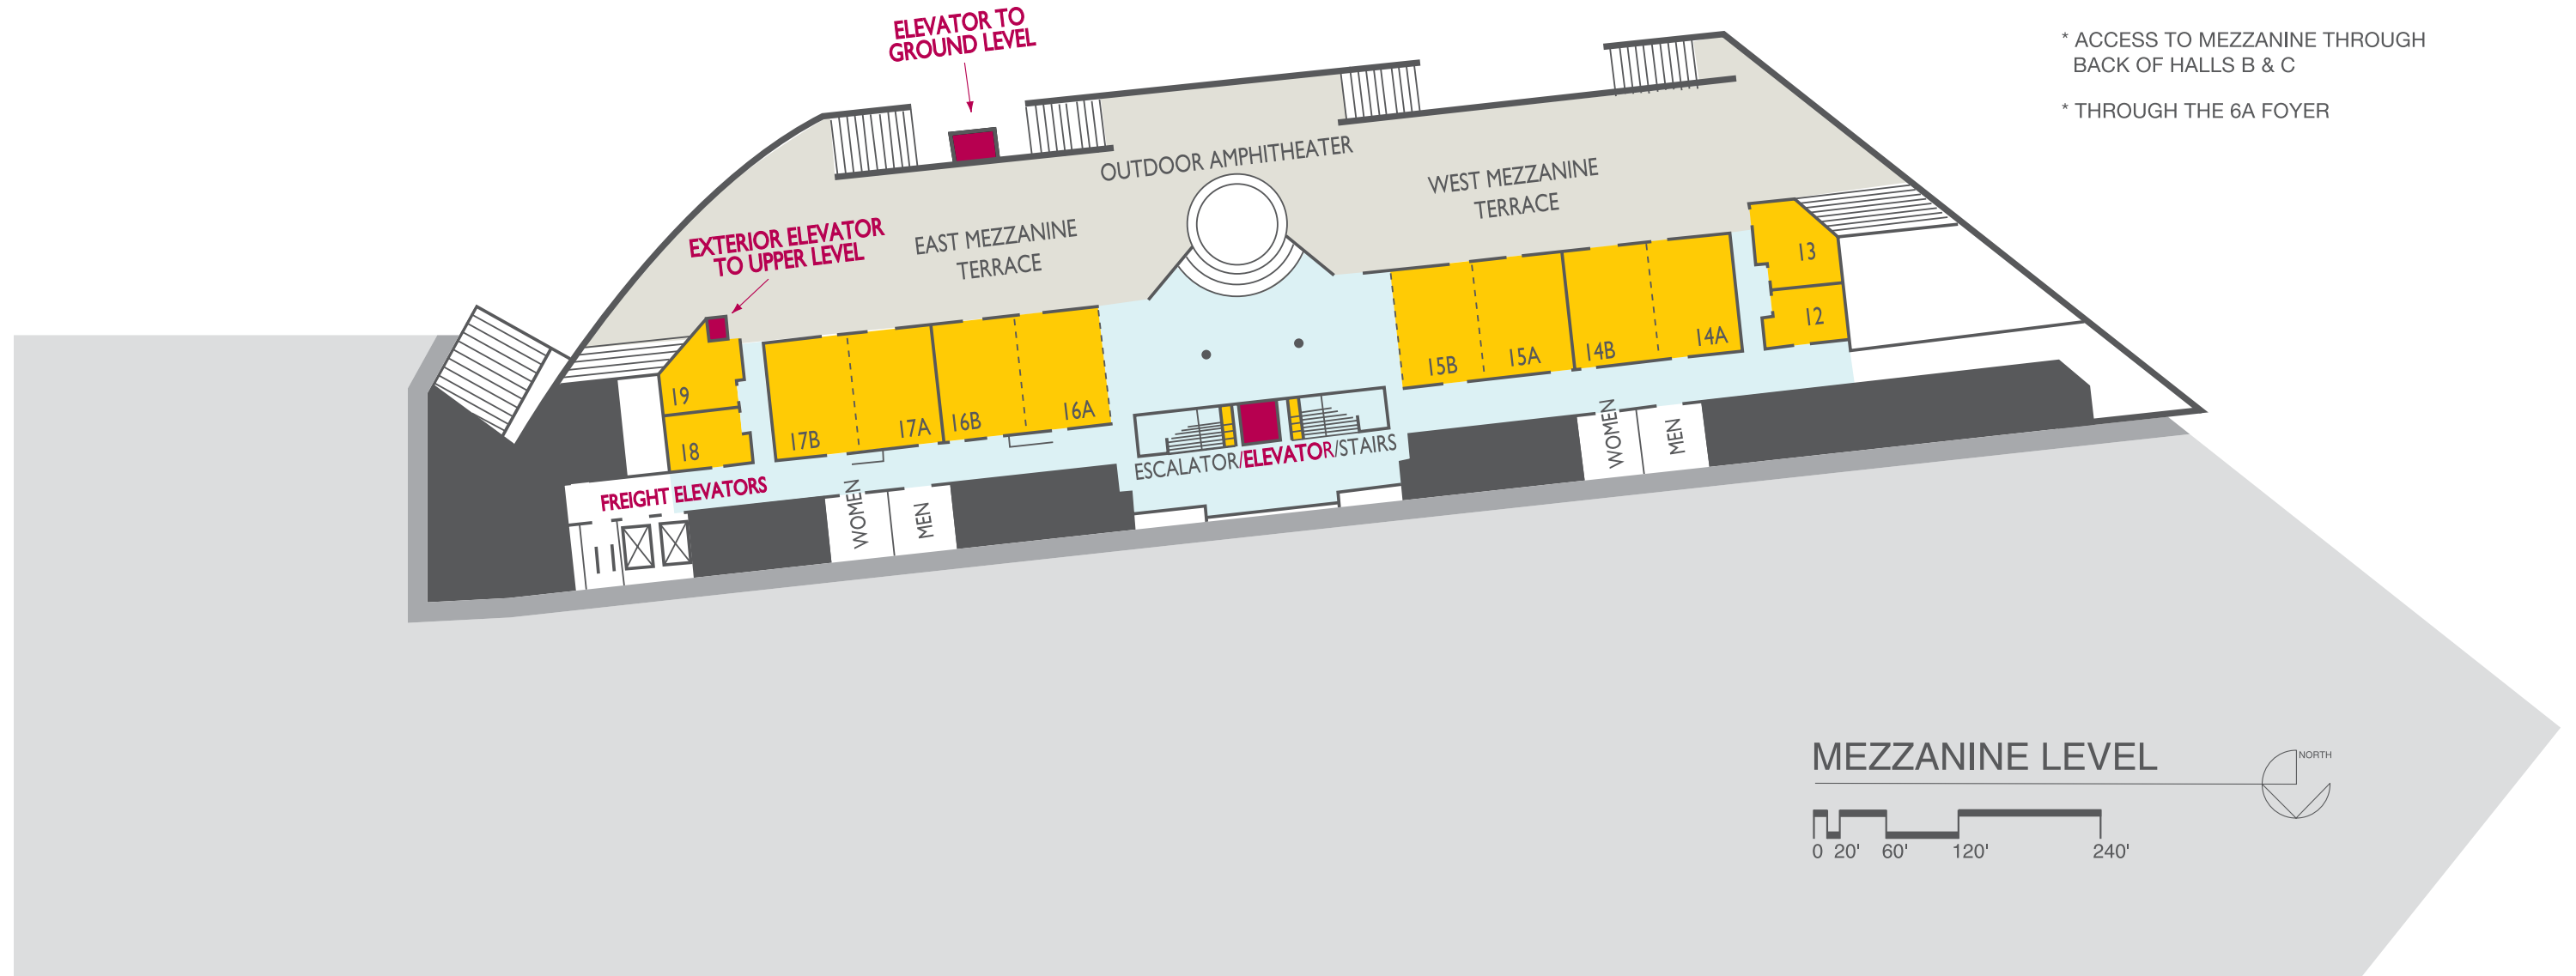 ELEVATOR TO
GROUND LEVEL
* ACCESS TO MEZZANINE THROUGH
BACK OF HALLS B & C
* THROUGH THE 6A FOYER
OUTDOOR AMPHITHEATER
WEST MEZZANINE
TERRACE
EXTERIOR ELEVATOR
TO UPPER LEVEL
EAST MEZZANINE
TERRACE
13
12
14A
14B
15A
15B
16A
16B
17A
17B
19
18
ESCALATOR/ELEVATOR/STAIRS
WOMEN
MEN
FREIGHT ELEVATORS
WOMEN
MEN
MEZZANINE LEVEL
NORTH
0 20' 60' 120' 240'